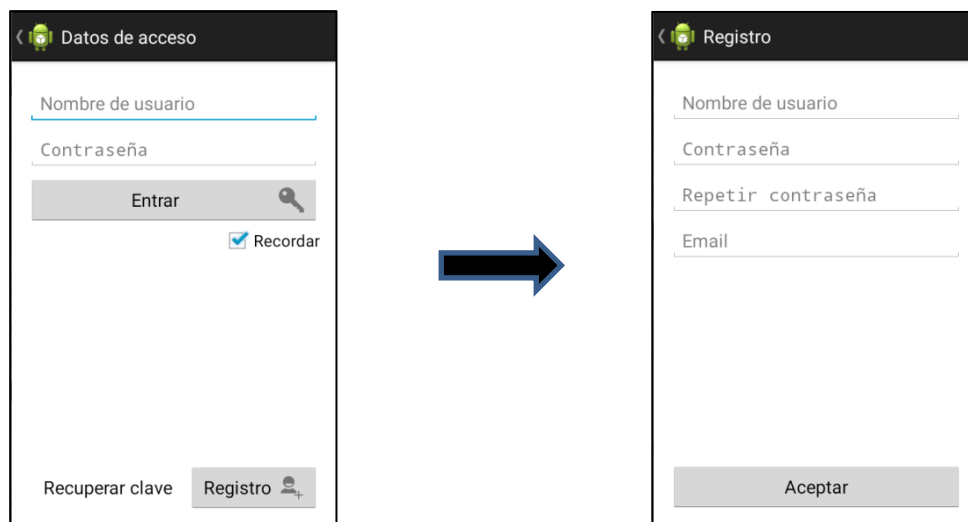 Datos de acceso
Nombre de usuario
Contraseña
Entrar
Recordar
Recuperar clave
Registro
Registro
Nombre de usuario
Contraseña
Repetir contraseña
Email
Aceptar